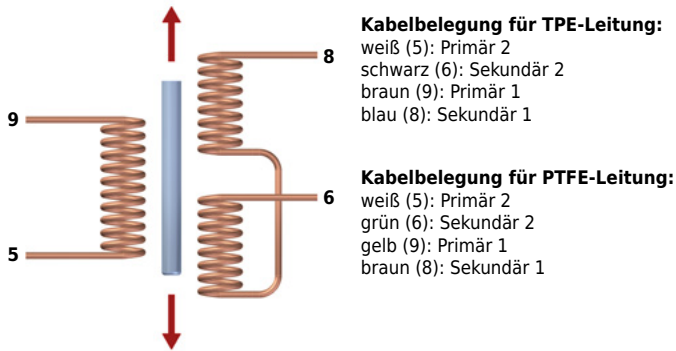 9
5
8
6
Kabelbelegung für TPE-Leitung:
weiß (5): Primär 2
schwarz (6): Sekundär 2
braun (9): Primär 1
blau (8): Sekundär 1
Kabelbelegung für PTFE-Leitung:
weiß (5): Primär 2
grün (6): Sekundär 2
gelb (9): Primär 1
braun (8): Sekundär 1